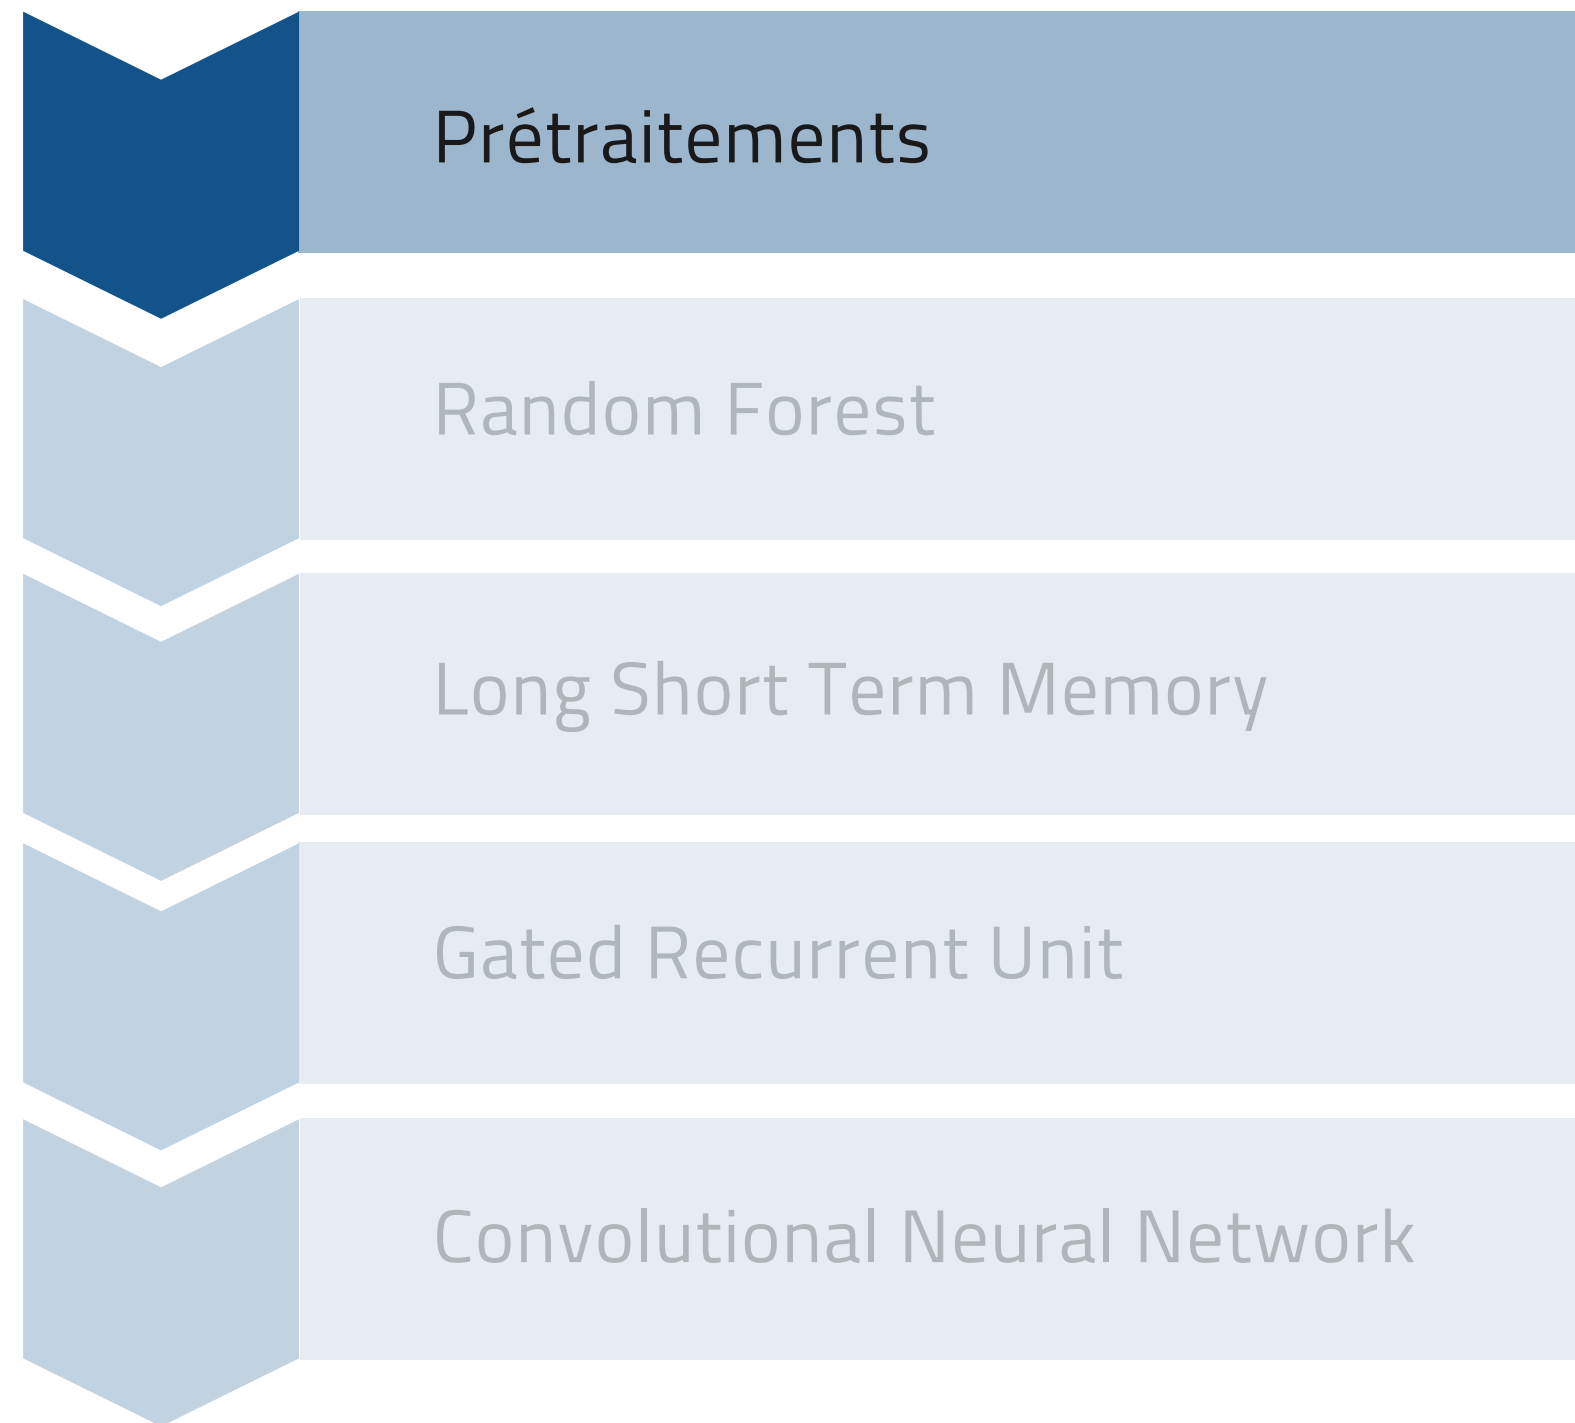 Prétraitements
Random Forest
Long Short Term Memory
Gated Recurrent Unit
Convolutional Neural Network